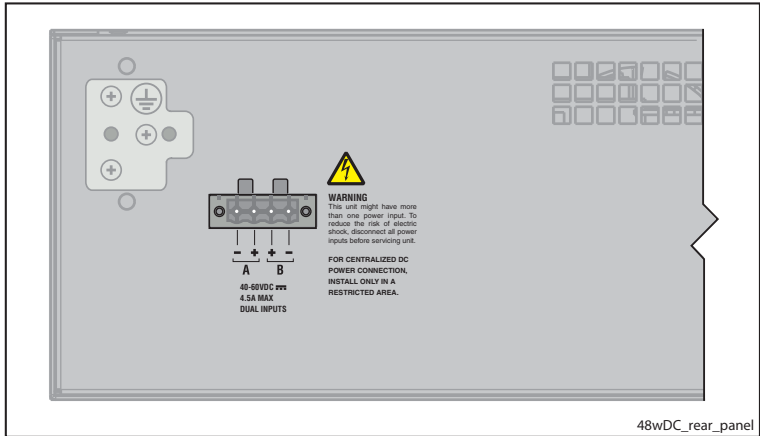 WARNING
This unit might have more
than one power input. To
reduce the risk of electric
shock, disconnect all power
inputs before servicing unit.
FOR CENTRALIZED DC
POWER CONNECTION,
INSTALL ONLY IN A
RESTRICTED AREA.
- + + -
A B
40-60VDC ⎓
4.5A MAX
DUAL INPUTS
48wDC_rear_panel